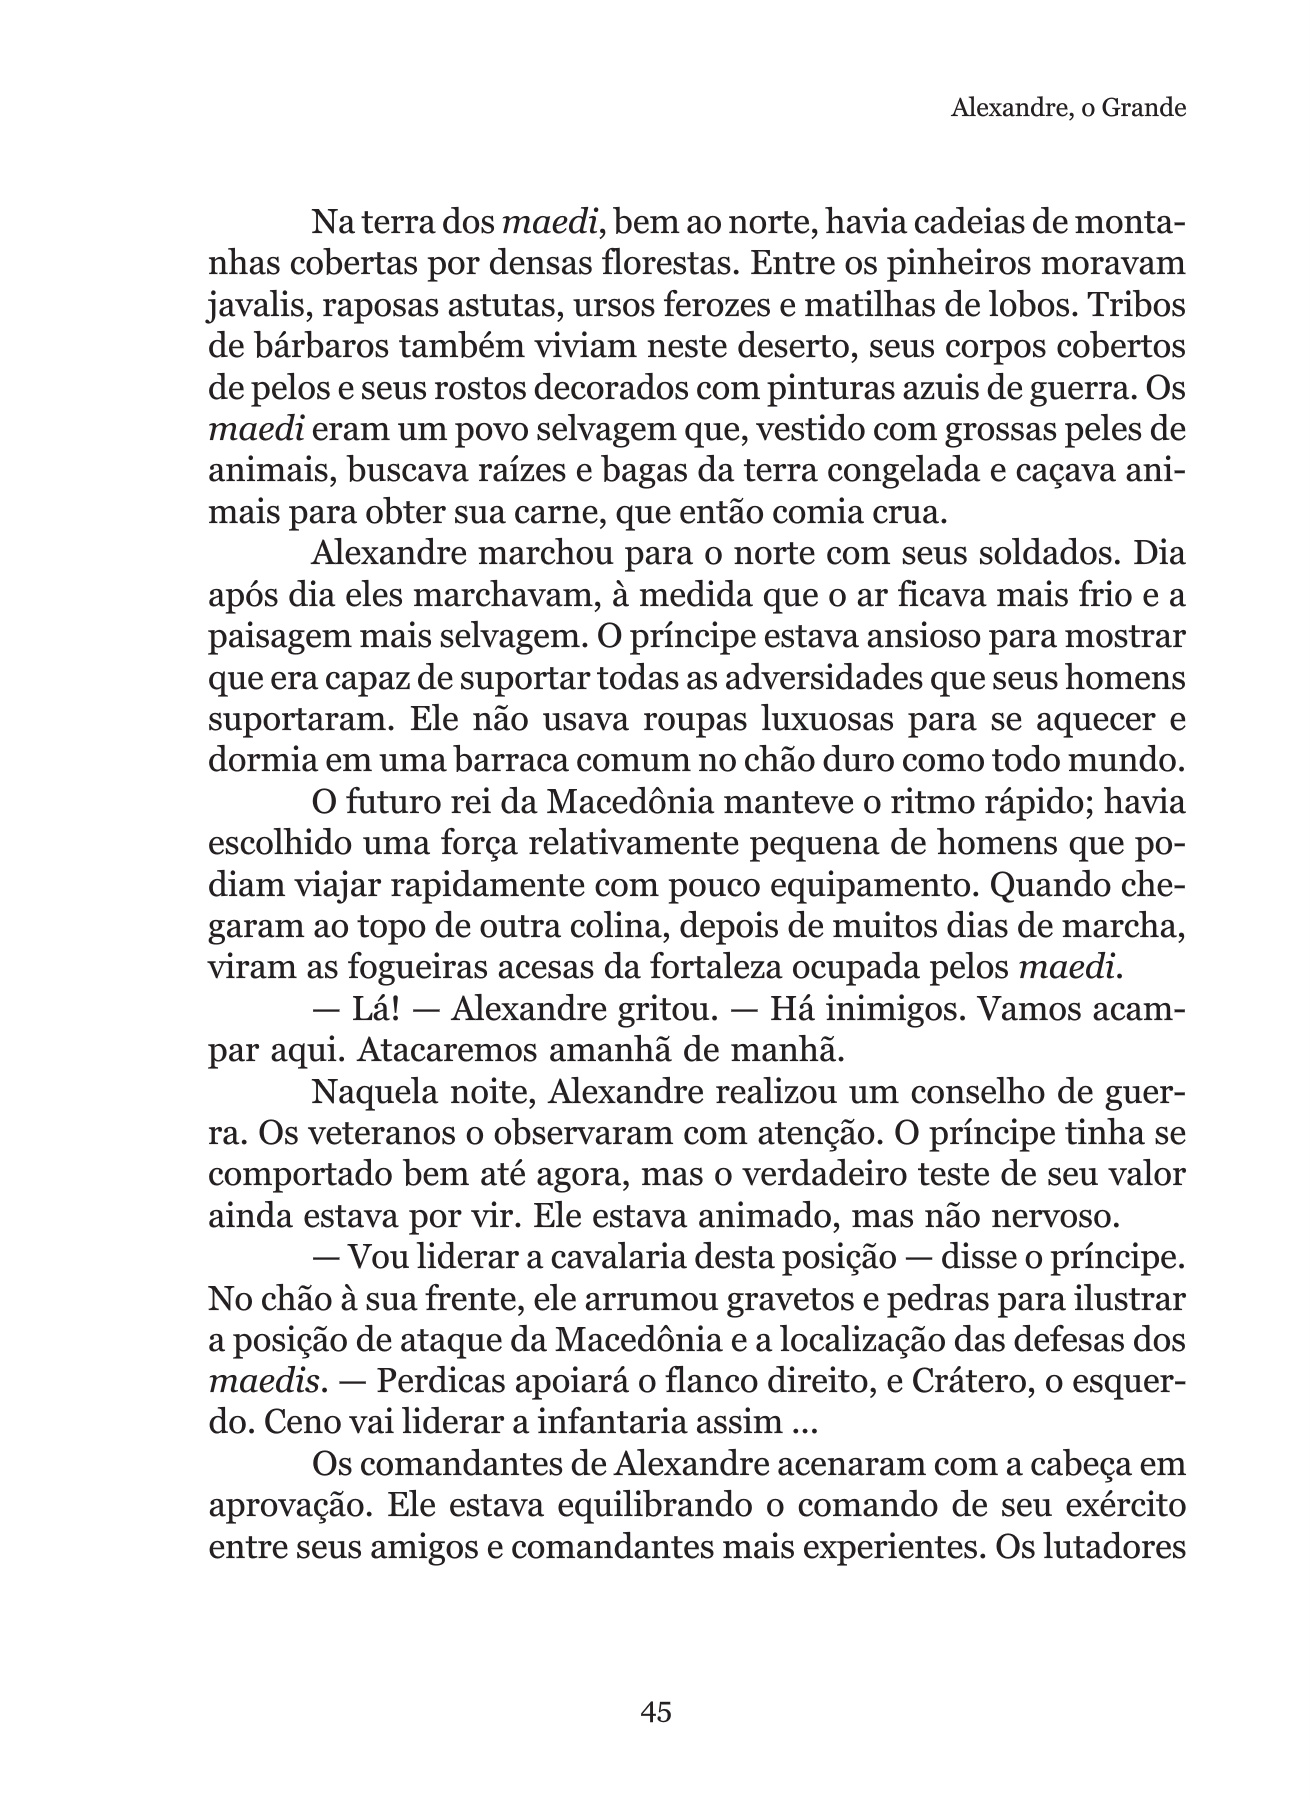 Alexandre, o Grande
Na terra dos maedi, bem ao norte, havia cadeias de monta-
nhas cobertas por densas florestas. Entre os pinheiros moravam
javalis, raposas astutas, ursos ferozes e matilhas de lobos. Tribos
de bárbaros também viviam neste deserto, seus corpos cobertos
de pelos e seus rostos decorados com pinturas azuis de guerra. Os
maedi eram um povo selvagem que, vestido com grossas peles de
animais, buscava raízes e bagas da terra congelada e caçava ani-
mais para obter sua carne, que então comia crua.
Alexandre marchou para o norte com seus soldados. Dia
após dia eles marchavam, à medida que o ar ficava mais frio e a
paisagem mais selvagem. O príncipe estava ansioso para mostrar
que era capaz de suportar todas as adversidades que seus homens
suportaram. Ele não usava roupas luxuosas para se aquecer e
dormia em uma barraca comum no chão duro como todo mundo.
O futuro rei da Macedônia manteve o ritmo rápido; havia
escolhido uma força relativamente pequena de homens que po-
diam viajar rapidamente com pouco equipamento. Quando che-
garam ao topo de outra colina, depois de muitos dias de marcha,
viram as fogueiras acesas da fortaleza ocupada pelos maedi.
— Lá! — Alexandre gritou. — Há inimigos. Vamos acam-
par aqui. Atacaremos amanhã de manhã.
Naquela noite, Alexandre realizou um conselho de guer-
ra. Os veteranos o observaram com atenção. O príncipe tinha se
comportado bem até agora, mas o verdadeiro teste de seu valor
ainda estava por vir. Ele estava animado, mas não nervoso.
— Vou liderar a cavalaria desta posição — disse o príncipe.
No chão à sua frente, ele arrumou gravetos e pedras para ilustrar
a posição de ataque da Macedônia e a localização das defesas dos
maedis. — Perdicas apoiará o flanco direito, e Crátero, o esquer-
do. Ceno vai liderar a infantaria assim ...
Os comandantes de Alexandre acenaram com a cabeça em
aprovação. Ele estava equilibrando o comando de seu exército
entre seus amigos e comandantes mais experientes. Os lutadores
45